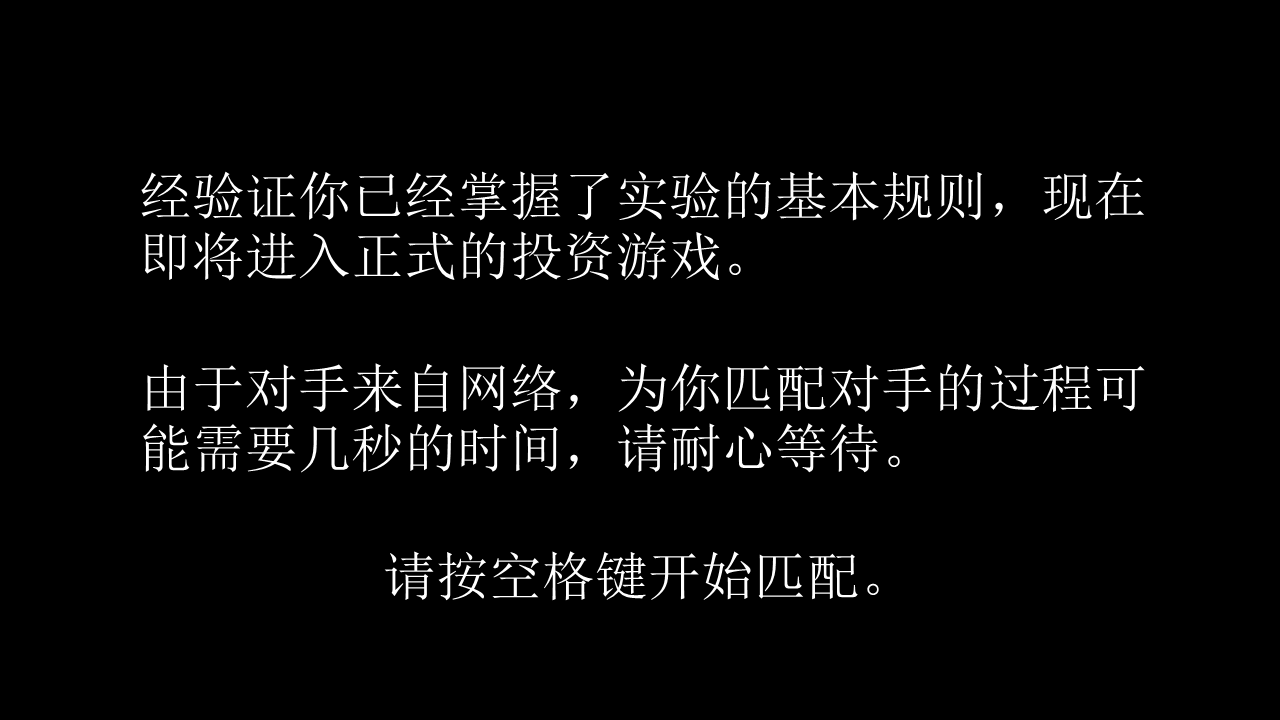 经验证你已经掌握了实验的基本规则，现在
即将进入正式的投资游戏。
由于对手来自网络，为你匹配对手的过程可
能需要几秒的时间，请耐心等待。
请按空格键开始匹配。